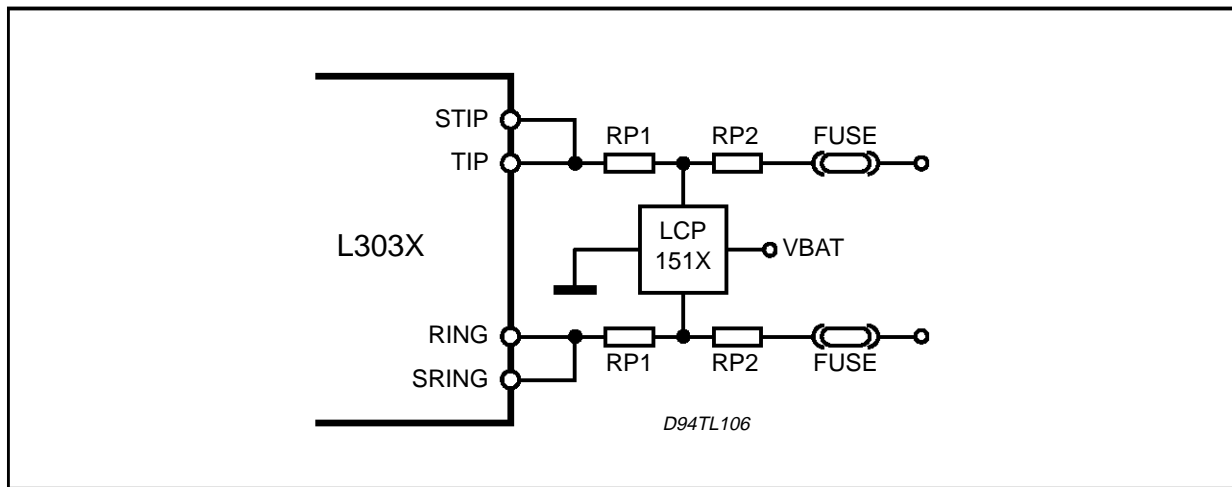 STIP
RP1 RP2 FUSE
TIP
LCP
151X
L303X
VBAT
RING
RP1 RP2 FUSE
SRING
D94TL106